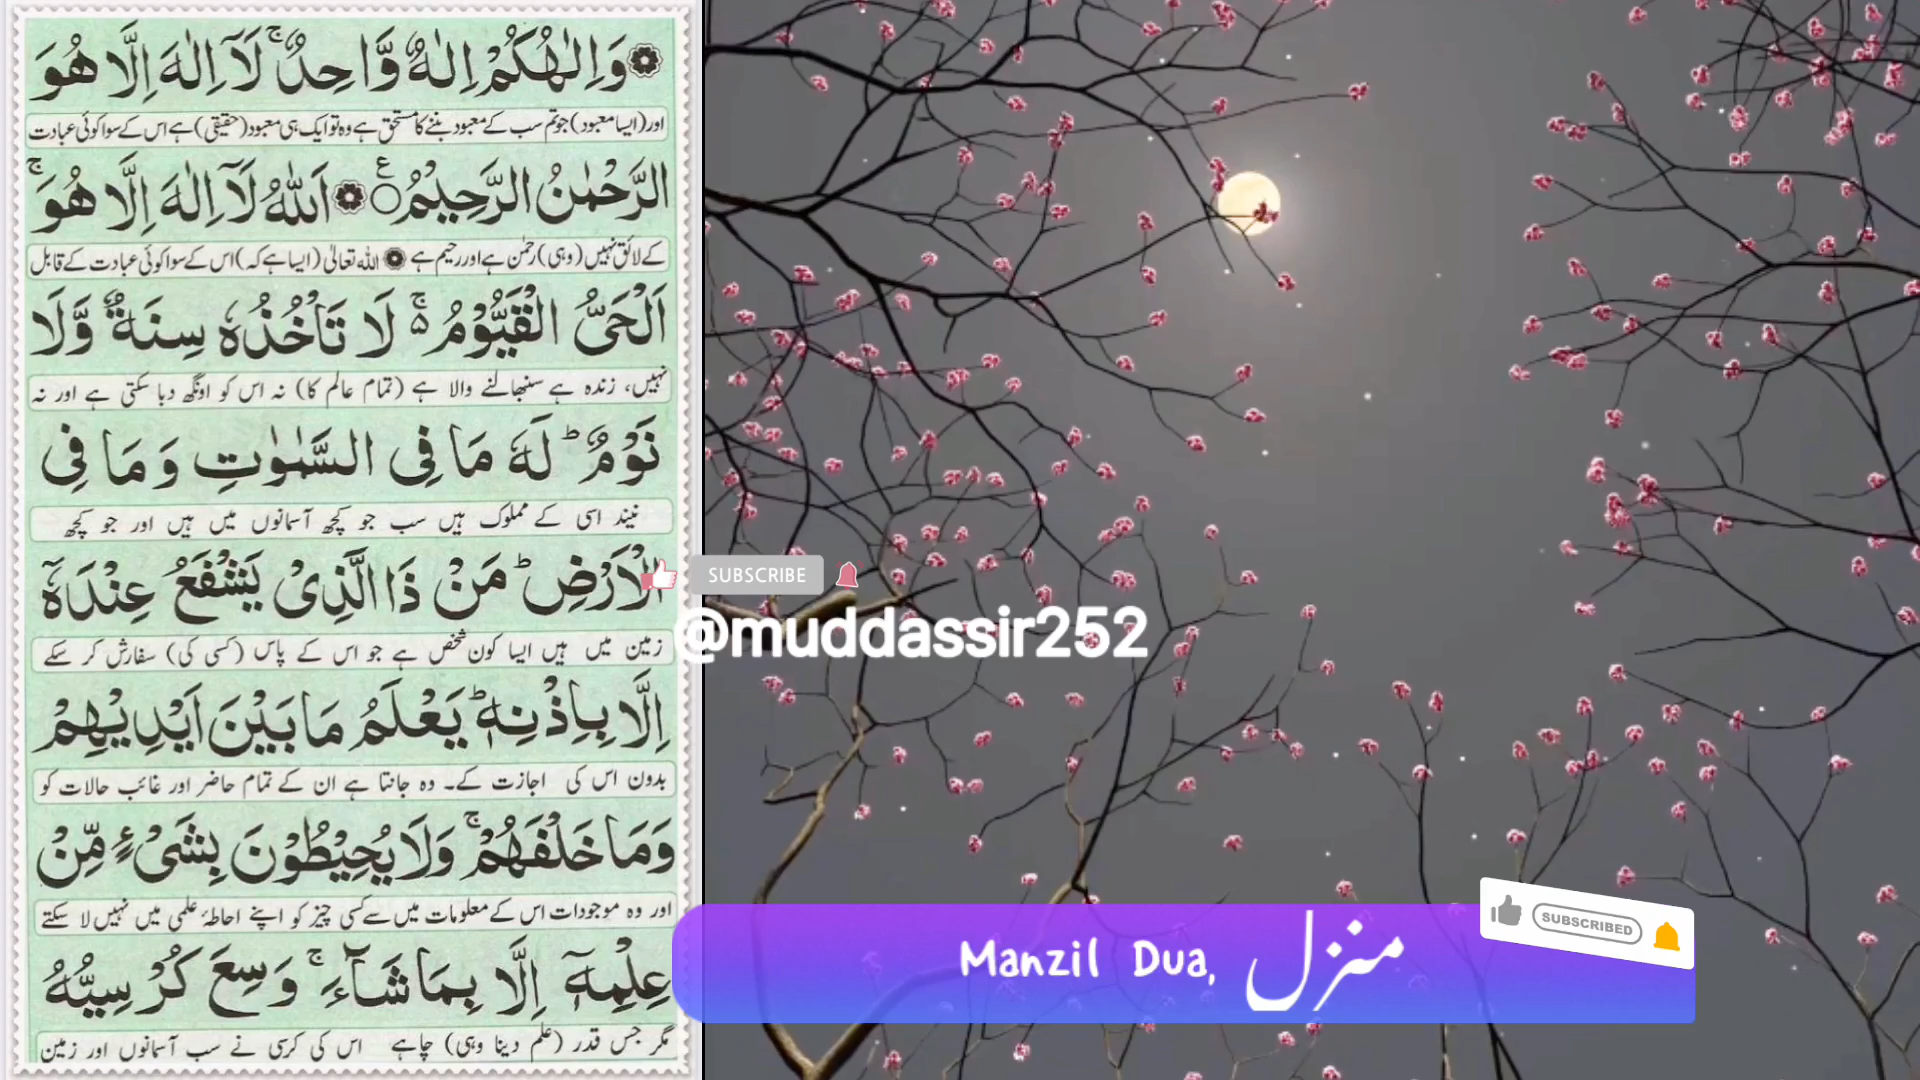 وَاِلٰهُكُمْ اِلٰهٌ وَّاحِدٌ ۚ لَاۤ اِلٰهَ اِلَّا هُوَ
اور (ایسا معبود) جو تم سب کے معبود بننے کا مستحق ہے وہ تو ایک ہی معبود (حقیقی) ہے اس کے سوا کوئی عبادت
الرَّحْمٰنُ الرَّحِيْمُ ۧ اَللّٰهُ لَاۤ اِلٰهَ اِلَّا هُوَ ۚ
کے لائق نہیں (وہی) رحمٰن ہے اور رحیم ہے اللہ تعالیٰ (ایسا ہے کہ) اس کے سوا کوئی عبادت کے قابل
اَلْحَىُّ الْقَيُّوْمُ ۚ۬ لَا تَاْخُذُهٗ سِنَةٌ وَّلَا
نہیں، زندہ ہے سنبھالنے والا ہے (تمام عالم کا) نہ اس کو اونگھ دبا سکتی ہے اور نہ
نَوْمٌ ؕ لَهٗ مَا فِى السَّمٰوٰتِ وَمَا فِى
نیند اسی کے مملوک ہیں سب جو کچھ آسمانوں میں ہیں اور جو کچھ
الْاَرْضِ ؕ مَنْ ذَا الَّذِىْ يَشْفَعُ عِنْدَهٗۤ
زمین میں ہیں ایسا کون شخص ہے جو اس کے پاس (کسی کی) سفارش کر سکے
اِلَّا بِاِذْنِهٖ ؕ يَعْلَمُ مَا بَيْنَ اَيْدِيْهِمْ
بدون اس کی اجازت کے۔ وہ جانتا ہے ان کے تمام حاضر اور غائب حالات کو
وَمَا خَلْفَهُمْ ۚ وَلَا يُحِيْطُوْنَ بِشَىْءٍ مِّنْ
اور وہ موجودات اس کے معلومات میں سے کسی چیز کو اپنے احاطۂ علمی میں نہیں لا سکتے
عِلْمِهٖۤ اِلَّا بِمَا شَآءَ ۚ وَسِعَ كُرْسِيُّهُ
مگر جس قدر (علم دینا وہی) چاہے اس کی کرسی نے سب آسمانوں اور زمین
SUBSCRIBE
@muddassir252
Manzil Dua, منزل
SUBSCRIBED